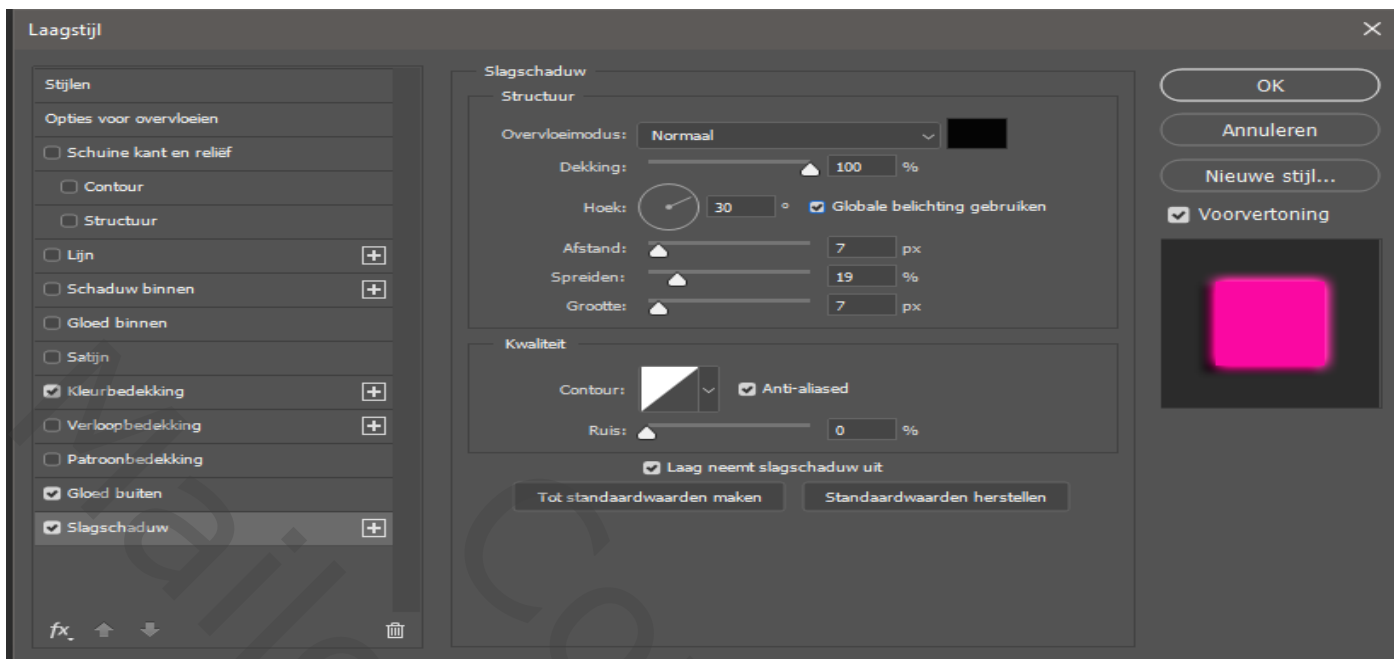 Laagstijl
Stijlen
Opties voor overvloeien
Schuine kant en reliëf
Contour
Structuur
Lijn
Schaduw binnen
Gloed binnen
Satijn
Kleurbedekking
Verloopbedekking
Patroonbedekking
Gloed buiten
Slagschaduw
fx
Slagschaduw
Structuur
Overvloeimodus: Normaal
Dekking: 100 %
Hoek: 30 ° Globale belichting gebruiken
Afstand: 7 px
Spreiden: 19 %
Grootte: 7 px
Kwaliteit
Contour: Anti-aliased
Ruis: 0 %
Laag neemt slagschaduw uit
Tot standaardwaarden maken Standaardwaarden herstellen
OK
Annuleren
Nieuwe stijl...
Voorvertoning